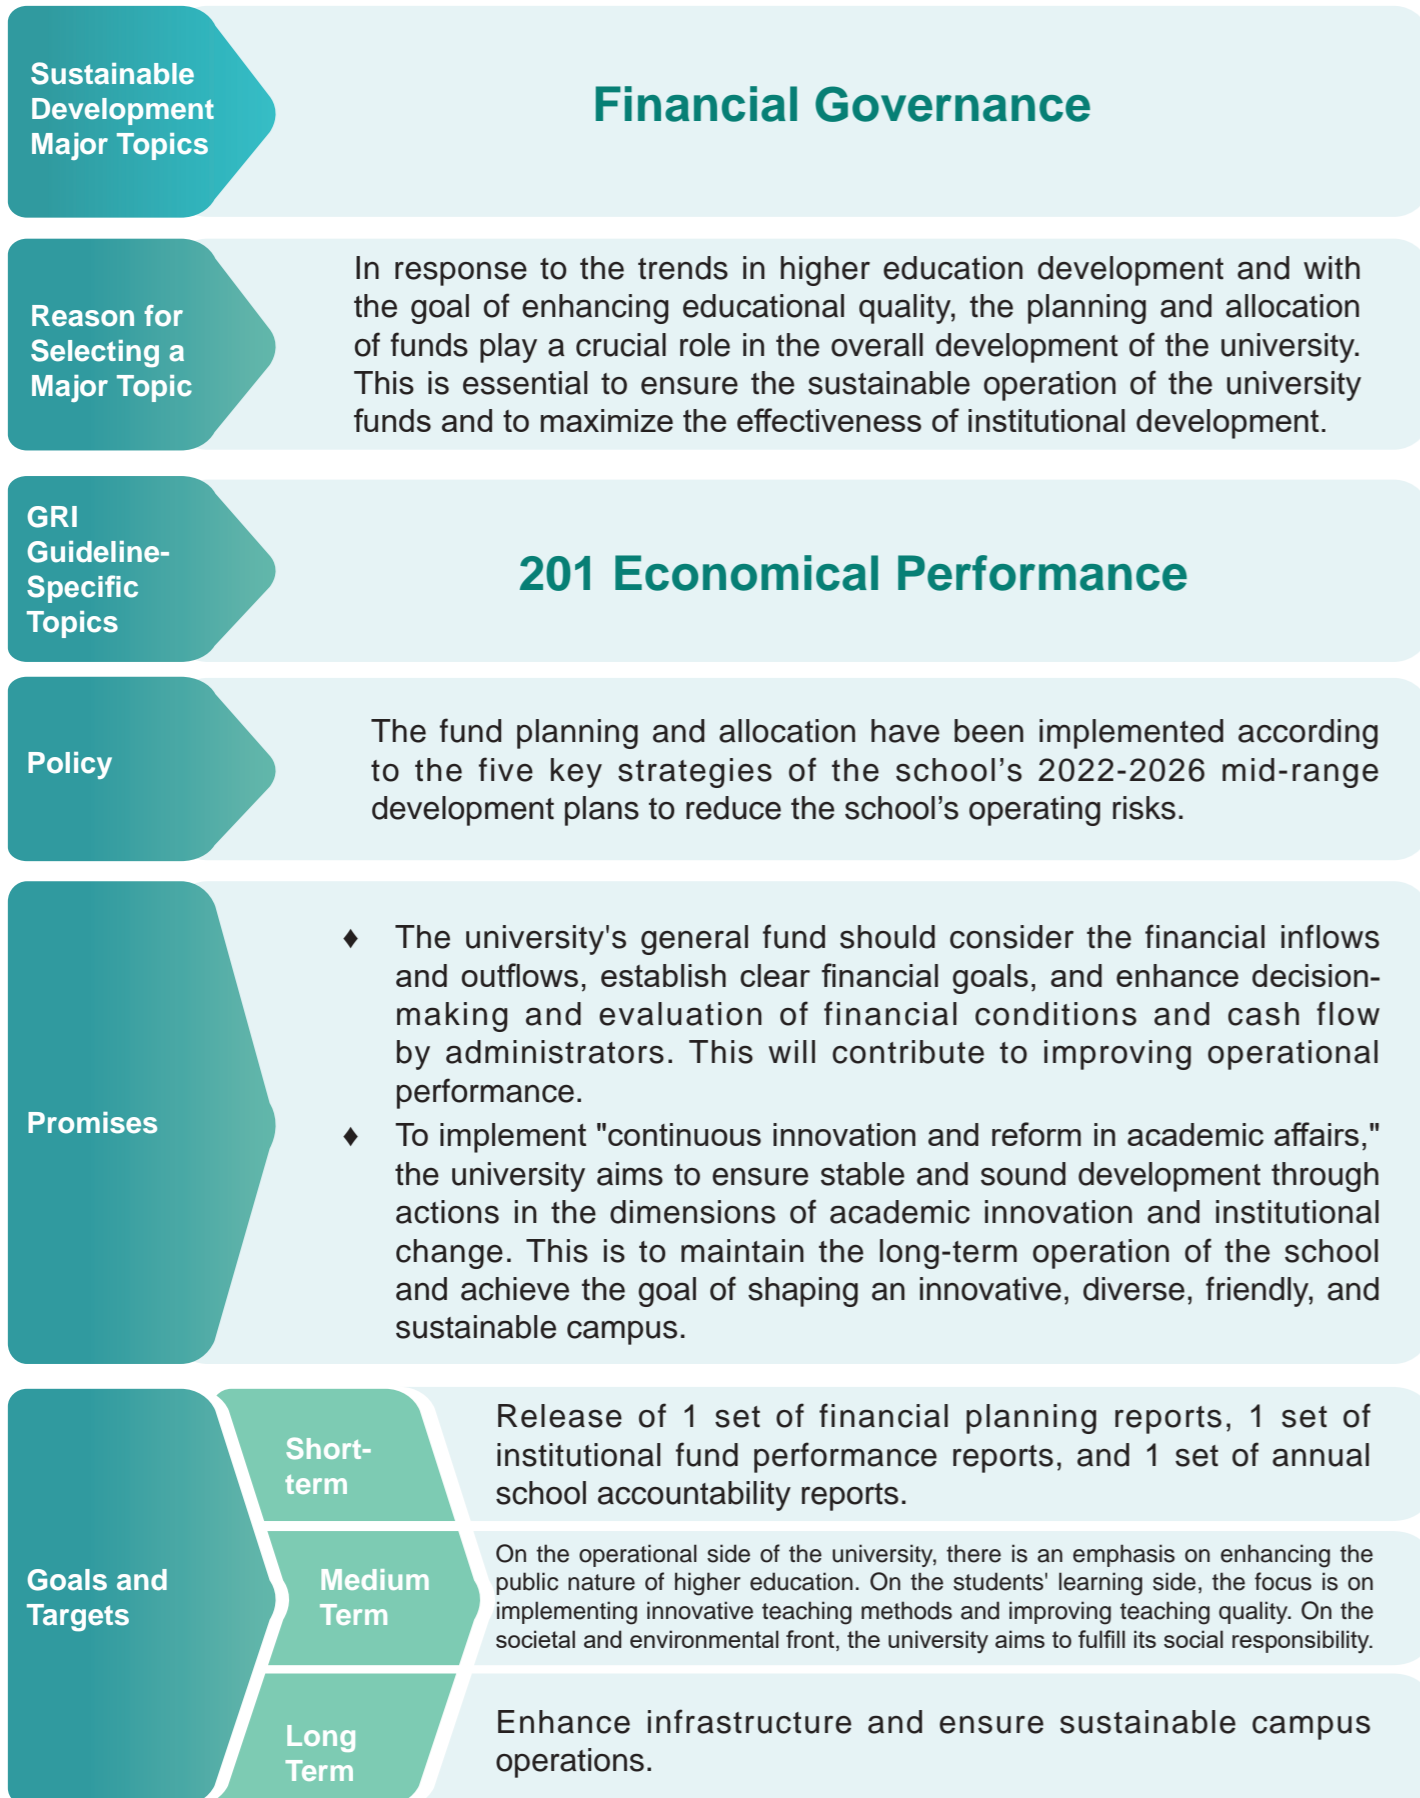 Sustainable
Development
Major Topics
Financial Governance
Reason for
Selecting a
Major Topic
In response to the trends in higher education development and with
the goal of enhancing educational quality, the planning and allocation
of funds play a crucial role in the overall development of the university.
This is essential to ensure the sustainable operation of the university
funds and to maximize the effectiveness of institutional development.
GRI
Guideline-
Specific
Topics
201 Economical Performance
Policy
The fund planning and allocation have been implemented according
to the five key strategies of the school's 2022-2026 mid-range
development plans to reduce the school's operating risks.
Promises
♦ The university's general fund should consider the financial inflows
and outflows, establish clear financial goals, and enhance decision-
making and evaluation of financial conditions and cash flow
by administrators. This will contribute to improving operational
performance.
♦ To implement "continuous innovation and reform in academic affairs,"
the university aims to ensure stable and sound development through
actions in the dimensions of academic innovation and institutional
change. This is to maintain the long-term operation of the school
and achieve the goal of shaping an innovative, diverse, friendly, and
sustainable campus.
Goals and
Targets
Short-
term
Release of 1 set of financial planning reports, 1 set of
institutional fund performance reports, and 1 set of annual
school accountability reports.
Medium
Term
On the operational side of the university, there is an emphasis on enhancing the
public nature of higher education. On the students' learning side, the focus is on
implementing innovative teaching methods and improving teaching quality. On the
societal and environmental front, the university aims to fulfill its social responsibility.
Long
Term
Enhance infrastructure and ensure sustainable campus
operations.